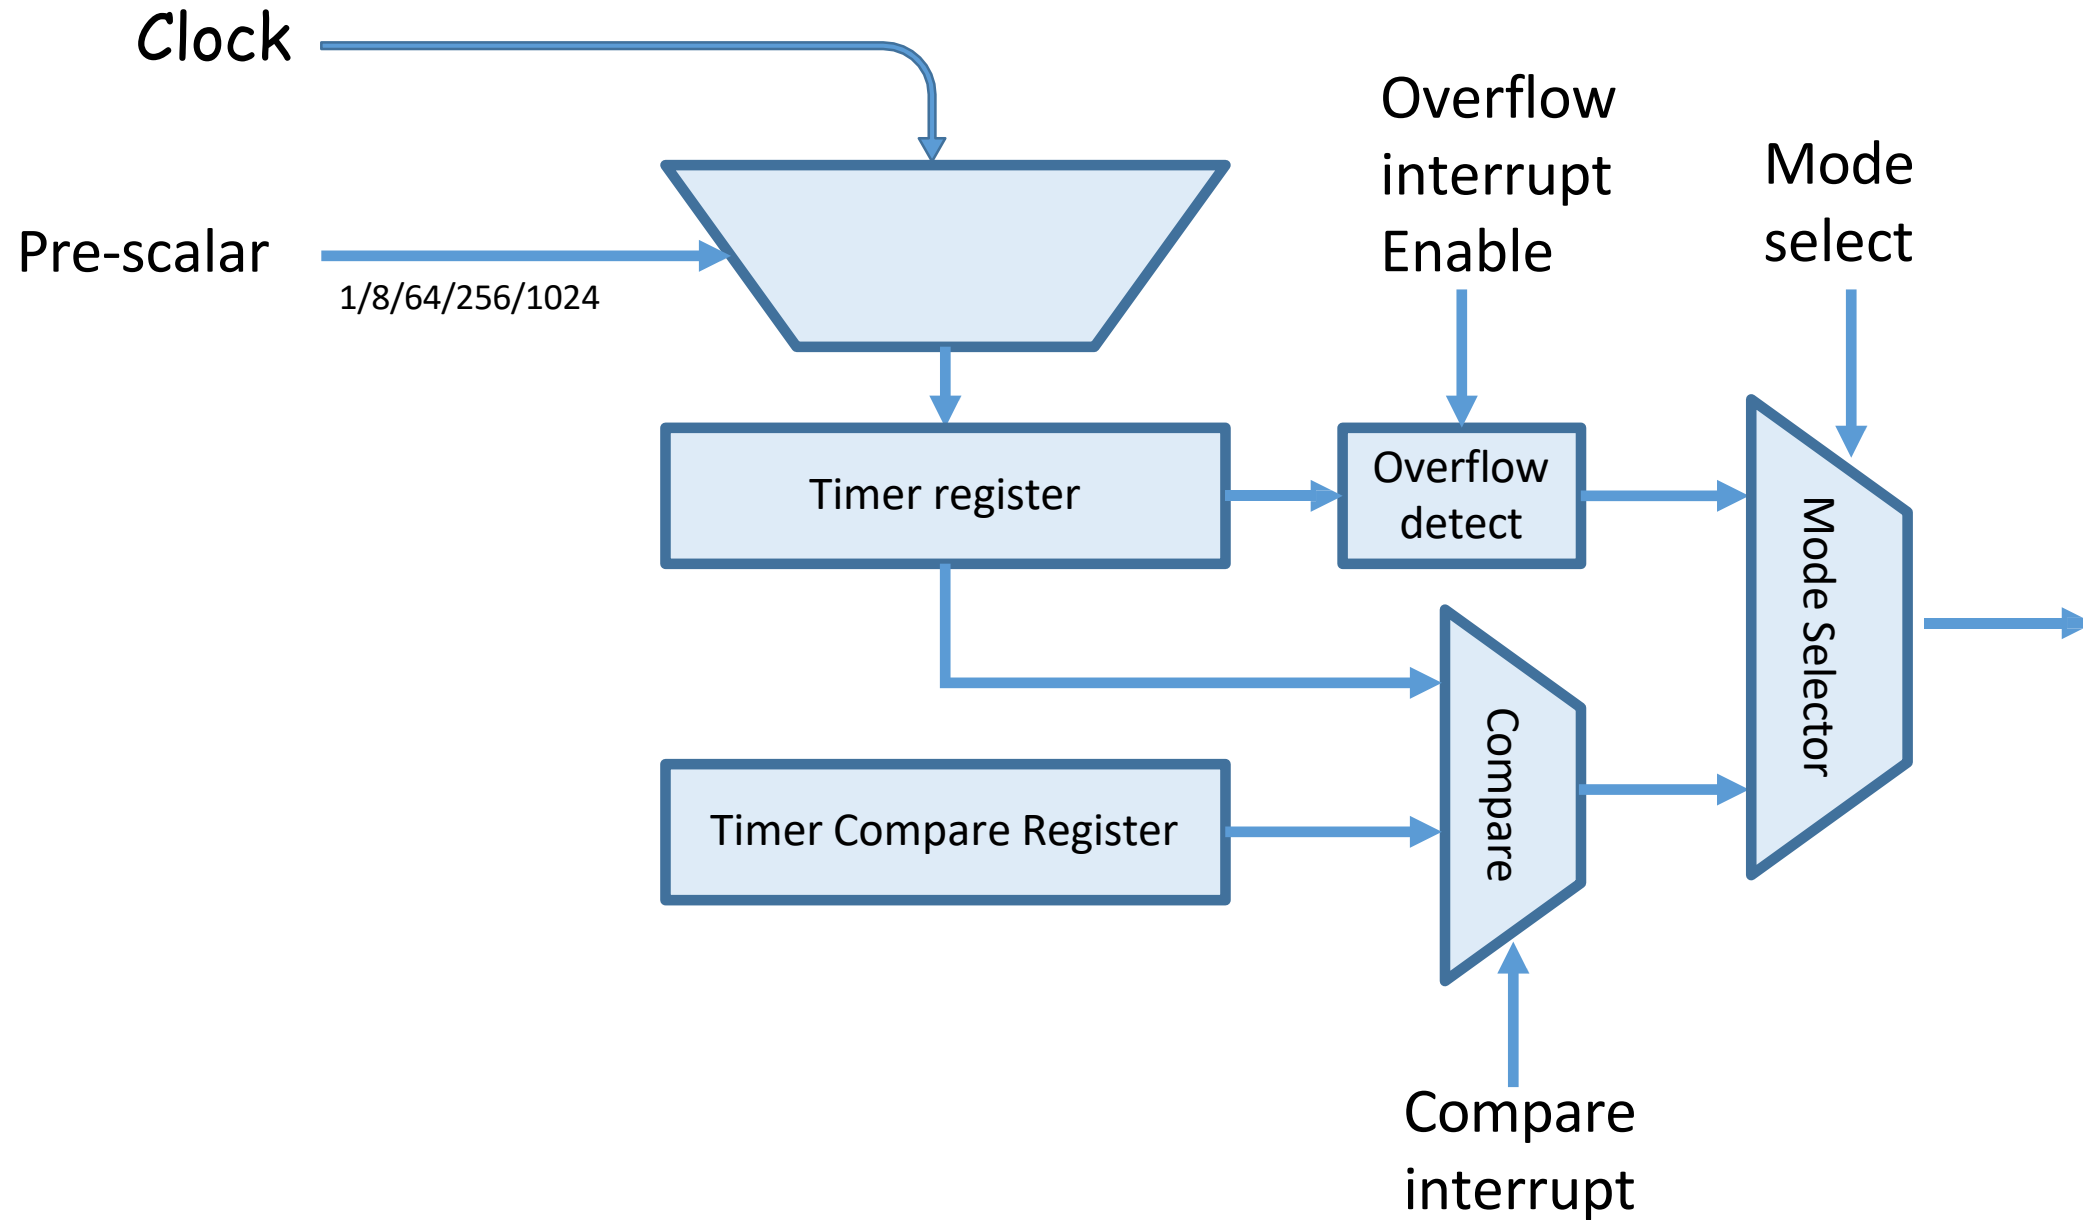 Clock
Overflow
interrupt
Enable
Mode
select
Pre-scalar
1/8/64/256/1024
Timer register
Overflow
detect
Mode Selector
Compare
Timer Compare Register
Compare
interrupt